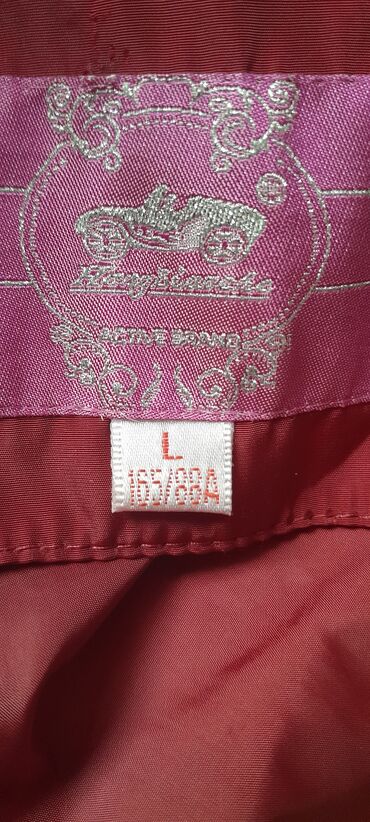 ACTIVE BRAND
L
165/88A